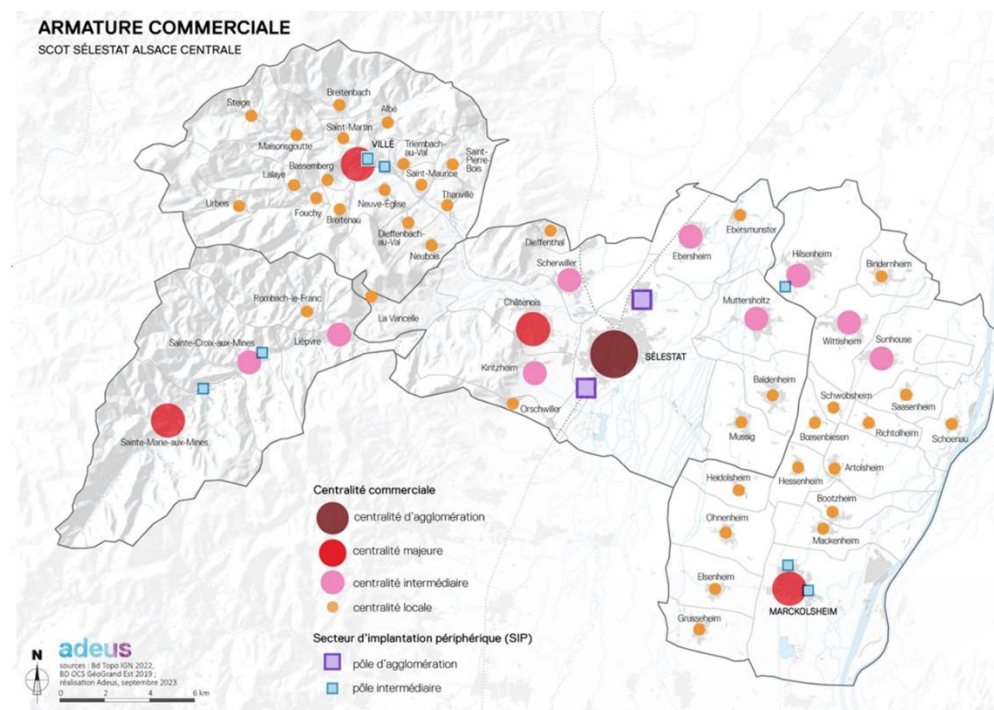 ARMATURE COMMERCIALE
SCOT SÉLESTAT ALSACE CENTRALE
Breitenbach
Steige
Albé
Saint-Martin
Maisonsgoutte
VILLÉ
Triembach-
au-Val
Saint-
Pierre-
Bois
Bassemberg
Lalaye
Saint-Maurice
Thanvillé
Urbeis
Fouchy
Neuve-Église
Breitenau
Dieffenbach-
au-Val
Neubois
Dieffenthal
Scherwiller
Ebersmunster
Ebersheim
Hilsenheim
Bindernheim
Rombach-le-Franc
La Vancelle
Châtenois
Muttersholtz
Sainte-Croix-aux-Mines
Lièpvre
Wittisheim
Sunhouse
SÉLESTAT
Kintzheim
Baldenheim
Orschwiller
Schwobsheim
Saasenheim
Sainte-Marie-aux-Mines
Mussig
Bœsenbiesen
Richtolheim
Schoenau
Heidolsheim
Hessenheim
Artolsheim
Bootzheim
Ohnenheim
Mackenheim
Elsenheim
MARCKOLSHEIM
Grusseheim
Centralité commerciale
centralité d'agglomération
centralité majeure
centralité intermédiaire
centralité locale
Secteur d'implantation périphérique (SIP)
pôle d'agglomération
pôle intermédiaire
N
adeus
sources : Bd Topo IGN 2022,
BD OCS GéoGrand Est 2019 ;
réalisation Adeus, septembre 2023
0 2 4 6 km